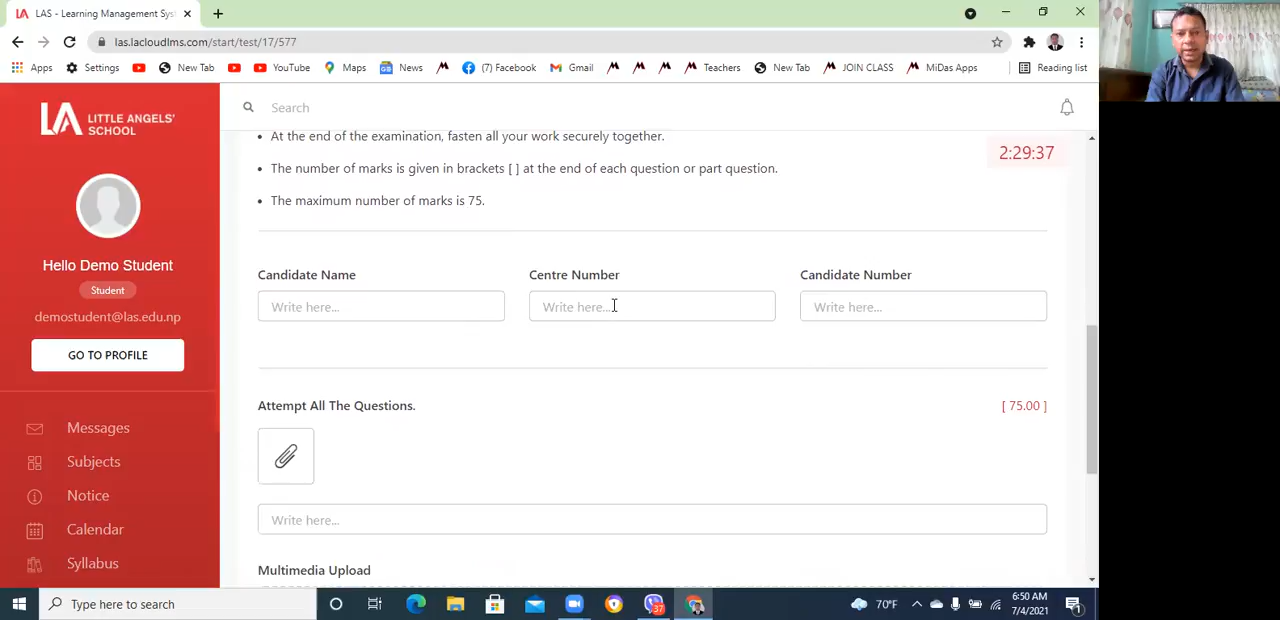 LAS - Learning Management Syst
las.lacloudlms.com/start/test/17/577
Apps Settings New Tab YouTube Maps News (7) Facebook Gmail Teachers New Tab JOIN CLASS MiDas Apps Reading list
LA LITTLE ANGELS' SCHOOL
Search
• At the end of the examination, fasten all your work securely together.
2:29:37
• The number of marks is given in brackets [ ] at the end of each question or part question.
• The maximum number of marks is 75.
Hello Demo Student
Student
demostudent@las.edu.np
GO TO PROFILE
Messages
Subjects
Notice
Calendar
Syllabus
Candidate Name Centre Number Candidate Number
Write here... Write here... Write here...
Attempt All The Questions. [ 75.00 ]
Write here...
Multimedia Upload
Type here to search
37
70°F
6:50 AM
7/4/2021
1